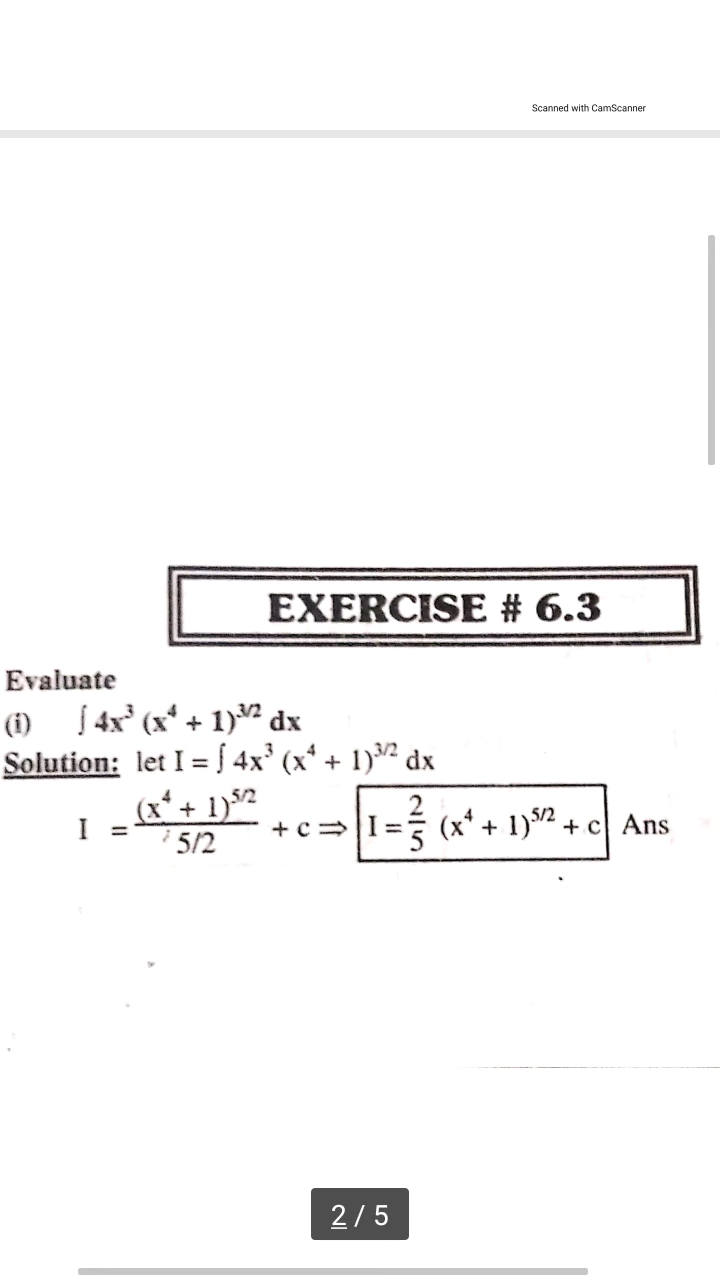 Scanned with CamScanner
EXERCISE # 6.3
Evaluate
(i) ∫ 4x³ (x⁴ + 1)^3/2 dx
Solution: let I = ∫ 4x³ (x⁴ + 1)^3/2 dx
I = (x⁴ + 1)^5/2 / 5/2 + c ⇒ I = 2/5 (x⁴ + 1)^5/2 + c Ans
2 / 5